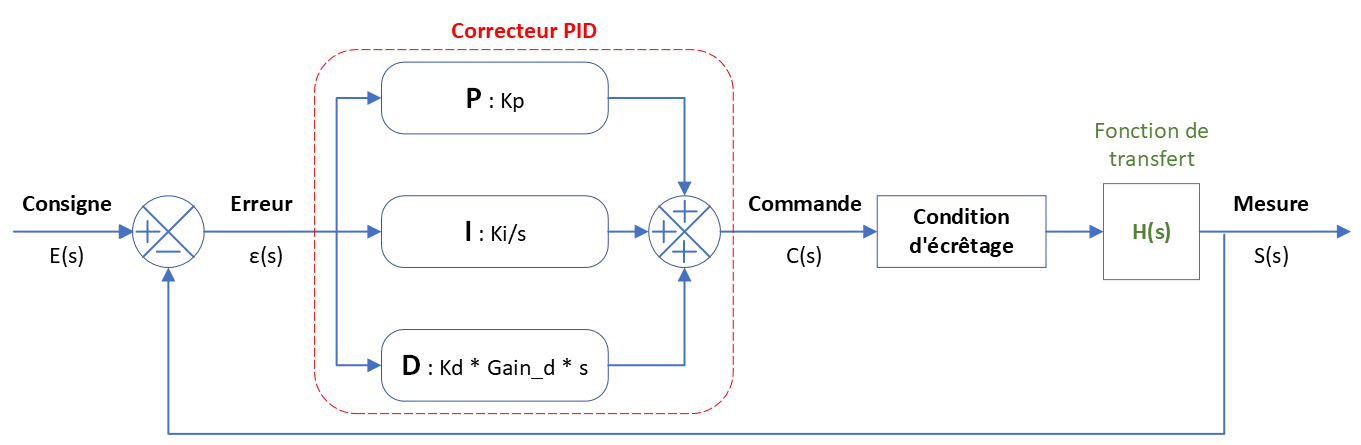 Correcteur PID
P : Kp
Fonction de
transfert
Consigne
E(s)
+
−
Erreur
ε(s)
I : Ki/s
+
+
+
Commande
C(s)
Condition
d'écrêtage
H(s)
Mesure
S(s)
D : Kd * Gain_d * s